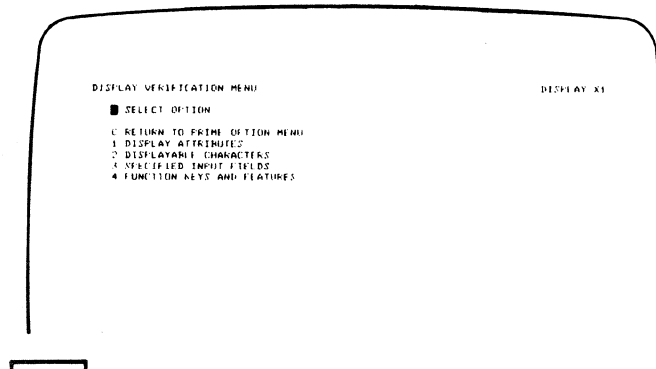 DISPLAY VERIFICATION MENU
DISPLAY X1
SELECT OPTION
0 RETURN TO PRIME OPTION MENU
1 DISPLAY ATTRIBUTES
2 DISPLAYABLE CHARACTERS
3 SPECIFIED INPUT FIELDS
4 FUNCTION KEYS AND FEATURES